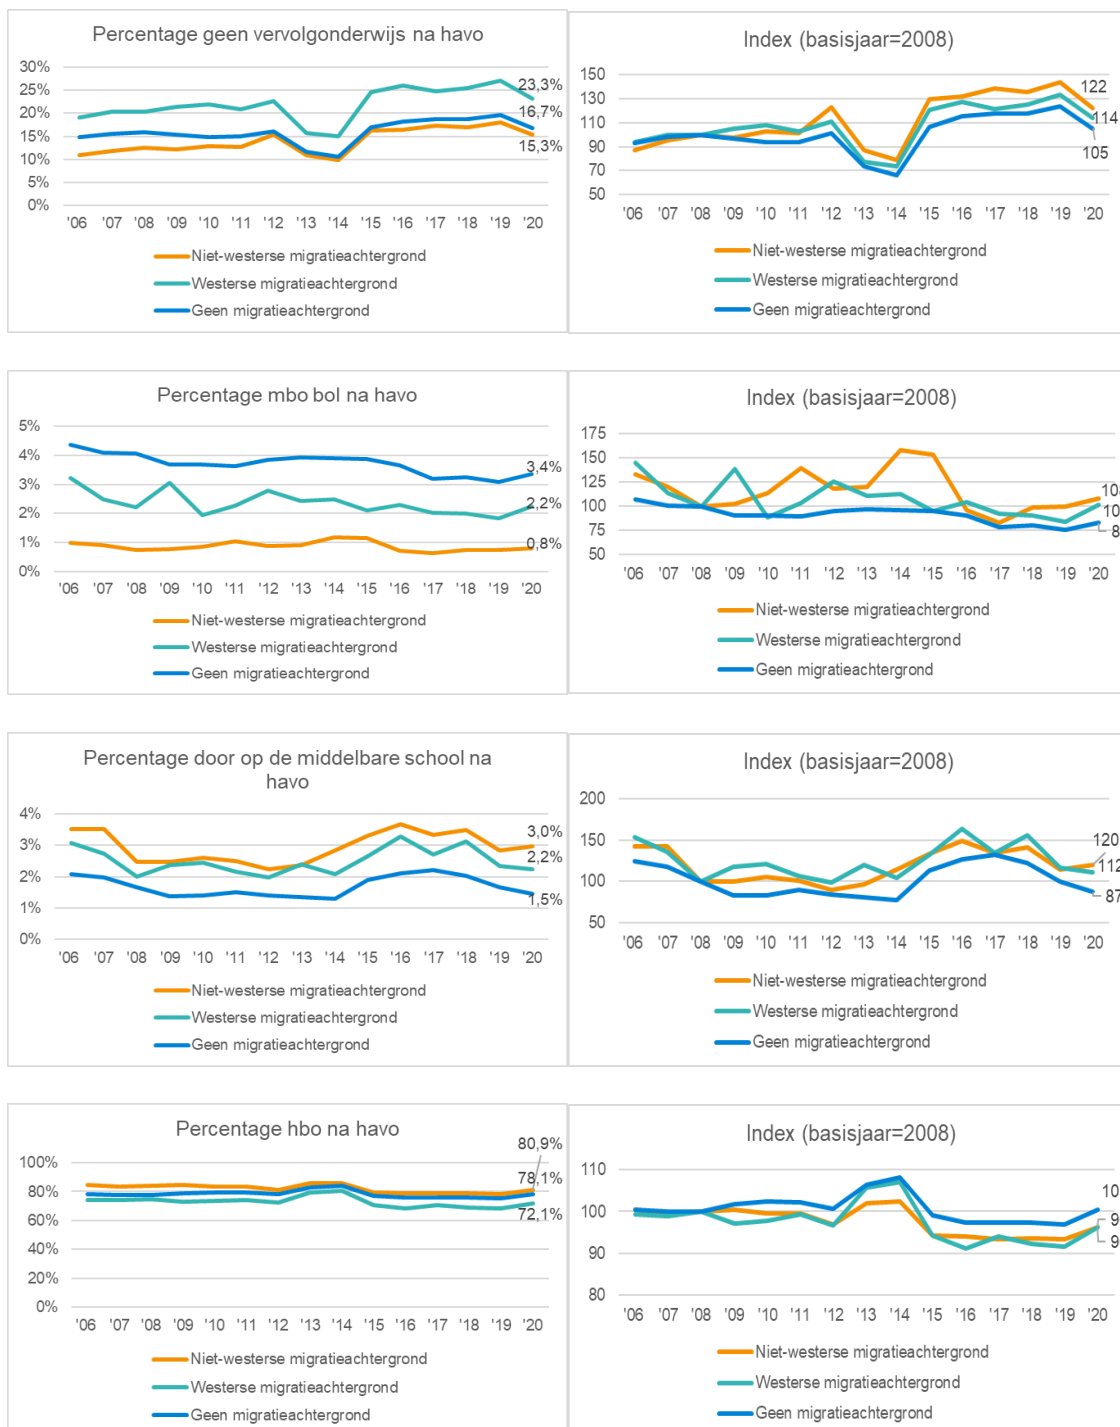 Percentage geen vervolgonderwijs na havo
30%
25%
20%
15%
10%
5%
0%
23,3%
16,7%
15,3%
'06 '07 '08 '09 '10 '11 '12 '13 '14 '15 '16 '17 '18 '19 '20
Niet-westerse migratieachtergrond
Westerse migratieachtergrond
Geen migratieachtergrond
Index (basisjaar=2008)
150
130
110
90
70
50
122
114
105
'06 '07 '08 '09 '10 '11 '12 '13 '14 '15 '16 '17 '18 '19 '20
Niet-westerse migratieachtergrond
Westerse migratieachtergrond
Geen migratieachtergrond
Percentage mbo bol na havo
5%
4%
3%
2%
1%
0%
3,4%
2,2%
0,8%
'06 '07 '08 '09 '10 '11 '12 '13 '14 '15 '16 '17 '18 '19 '20
Niet-westerse migratieachtergrond
Westerse migratieachtergrond
Geen migratieachtergrond
Index (basisjaar=2008)
175
150
125
100
75
50
10
8
'06 '07 '08 '09 '10 '11 '12 '13 '14 '15 '16 '17 '18 '19 '20
Niet-westerse migratieachtergrond
Westerse migratieachtergrond
Geen migratieachtergrond
Percentage door op de middelbare school na
havo
4%
3%
2%
1%
0%
3,0%
2,2%
1,5%
'06 '07 '08 '09 '10 '11 '12 '13 '14 '15 '16 '17 '18 '19 '20
Niet-westerse migratieachtergrond
Westerse migratieachtergrond
Geen migratieachtergrond
Index (basisjaar=2008)
200
150
100
50
120
112
87
'06 '07 '08 '09 '10 '11 '12 '13 '14 '15 '16 '17 '18 '19 '20
Niet-westerse migratieachtergrond
Westerse migratieachtergrond
Geen migratieachtergrond
Percentage hbo na havo
100%
80%
60%
40%
20%
0%
80,9%
78,1%
72,1%
'06 '07 '08 '09 '10 '11 '12 '13 '14 '15 '16 '17 '18 '19 '20
Niet-westerse migratieachtergrond
Westerse migratieachtergrond
Geen migratieachtergrond
Index (basisjaar=2008)
110
100
90
80
10
9
9
'06 '07 '08 '09 '10 '11 '12 '13 '14 '15 '16 '17 '18 '19 '20
Niet-westerse migratieachtergrond
Westerse migratieachtergrond
Geen migratieachtergrond